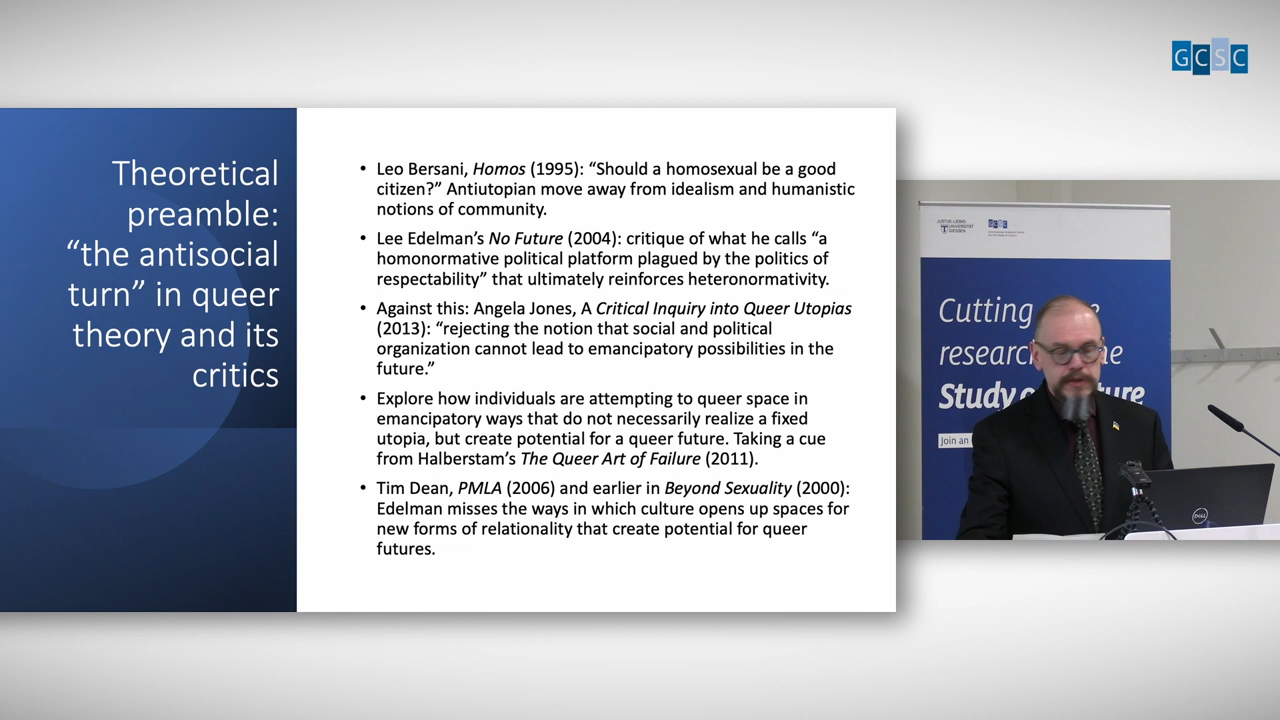 GCSC
Theoretical
preamble:
“the antisocial
turn” in queer
theory and its
critics
• Leo Bersani, Homos (1995): “Should a homosexual be a good
citizen?” Antiutopian move away from idealism and humanistic
notions of community.
• Lee Edelman’s No Future (2004): critique of what he calls “a
homonormative political platform plagued by the politics of
respectability” that ultimately reinforces heteronormativity.
• Against this: Angela Jones, A Critical Inquiry into Queer Utopias
(2013): “rejecting the notion that social and political
organization cannot lead to emancipatory possibilities in the
future.”
• Explore how individuals are attempting to queer space in
emancipatory ways that do not necessarily realize a fixed
utopia, but create potential for a queer future. Taking a cue
from Halberstam’s The Queer Art of Failure (2011).
• Tim Dean, PMLA (2006) and earlier in Beyond Sexuality (2000):
Edelman misses the ways in which culture opens up spaces for
new forms of relationality that create potential for queer
futures.
JUSTUS-LIEBIG-
UNIVERSITÄT
GIESSEN
GCSC
Cutting
research
Study
Join an
DELL